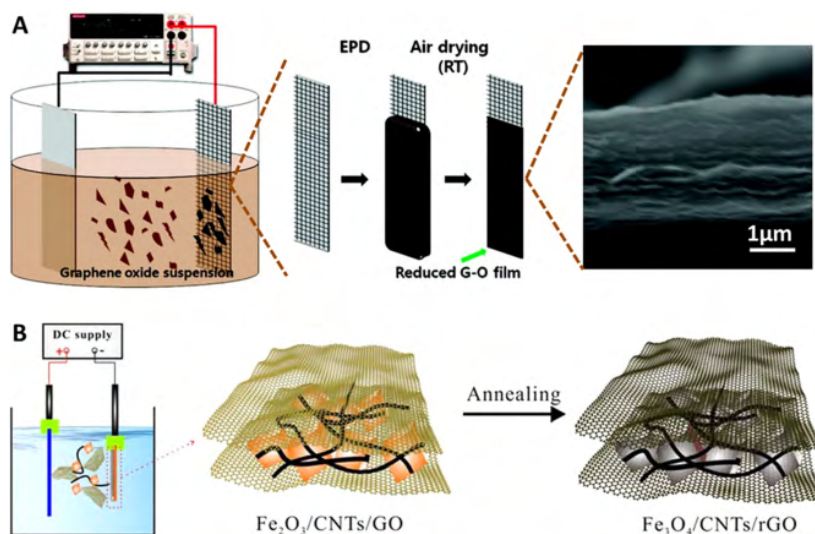 A
EPD
Air drying
(RT)
Graphene oxide suspension
Reduced G-O film
1μm
B
DC supply
+ -
Annealing
Fe₂O₃/CNTs/GO
Fe₃O₄/CNTs/rGO